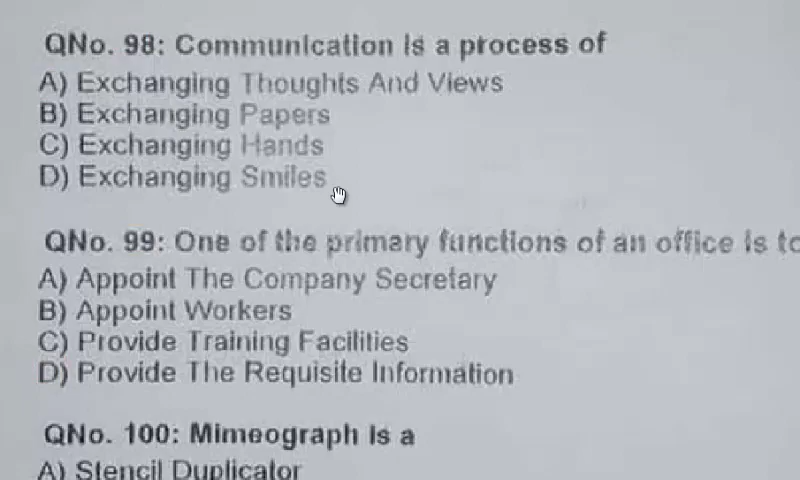 QNo. 98: Communication is a process of
A) Exchanging Thoughts And Views
B) Exchanging Papers
C) Exchanging Hands
D) Exchanging Smiles
QNo. 99: One of the primary functions of an office is to
A) Appoint The Company Secretary
B) Appoint Workers
C) Provide Training Facilities
D) Provide The Requisite Information
QNo. 100: Mimeograph is a
A) Stencil Duplicator